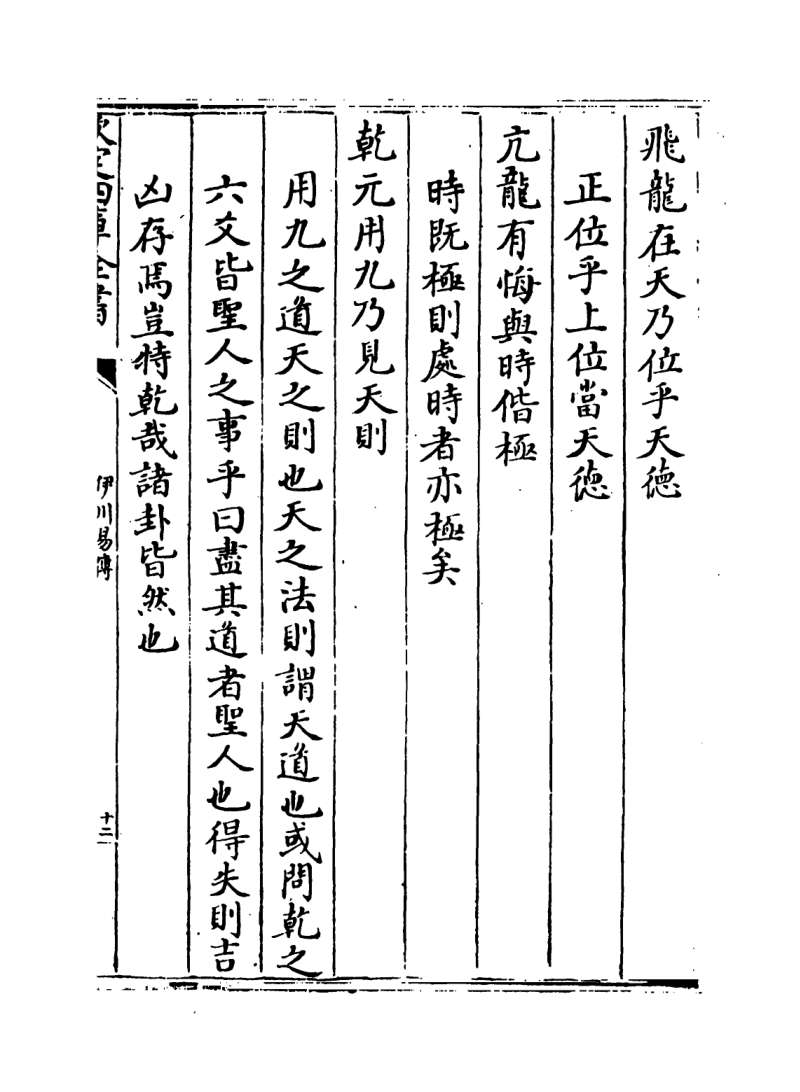 飛龍在天乃位乎天德
正位乎上位當天德
亢龍有悔與時偕極
時既極則處時者亦極矣
乾元用九乃見天則
用九之道天之則也天之法則謂天道也或問乾之
六爻皆聖人之事乎曰盡其道者聖人也得失則吉
凶存焉豈特乾哉諸卦皆然也
欽定四庫全書
伊川易傳
十二